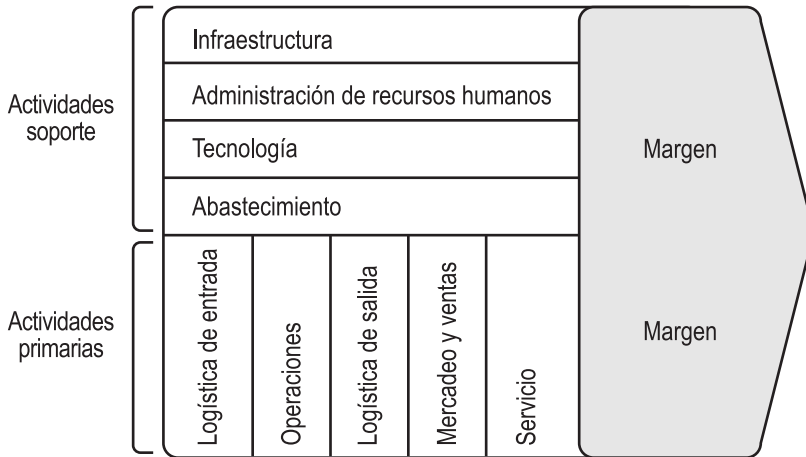 Actividades
soporte
Infraestructura
Administración de recursos humanos
Tecnología
Abastecimiento
Margen
Actividades
primarias
Logística de entrada
Operaciones
Logística de salida
Mercadeo y ventas
Servicio
Margen